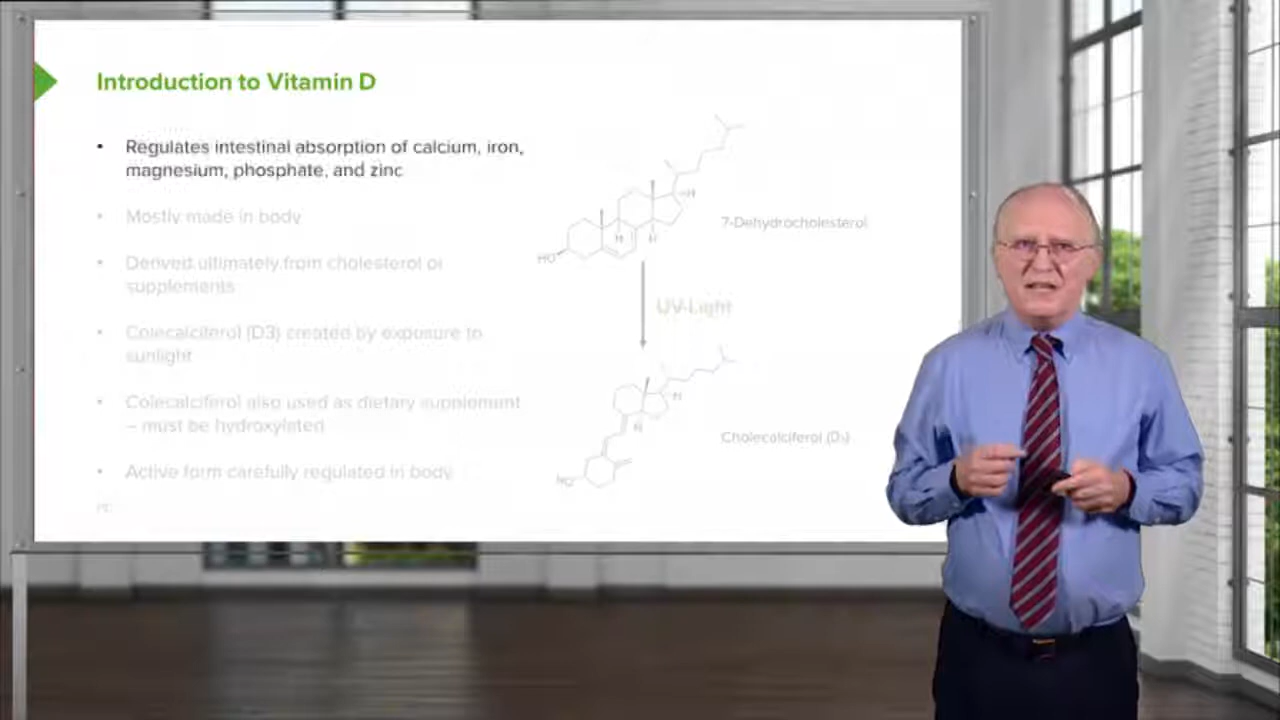 Introduction to Vitamin D
• Regulates intestinal absorption of calcium, iron,
magnesium, phosphate, and zinc
• Mostly made in body
• Derived ultimately from cholesterol or
supplements
• Colecalciferol (D3) created by exposure to
sunlight
• Colecalciferol also used as dietary supplement
– must be hydroxylated
• Active form carefully regulated in body
H
H
H
HO
7-Dehydrocholesterol
UV-Light
H
H
HO
Cholecalciferol (D₃)